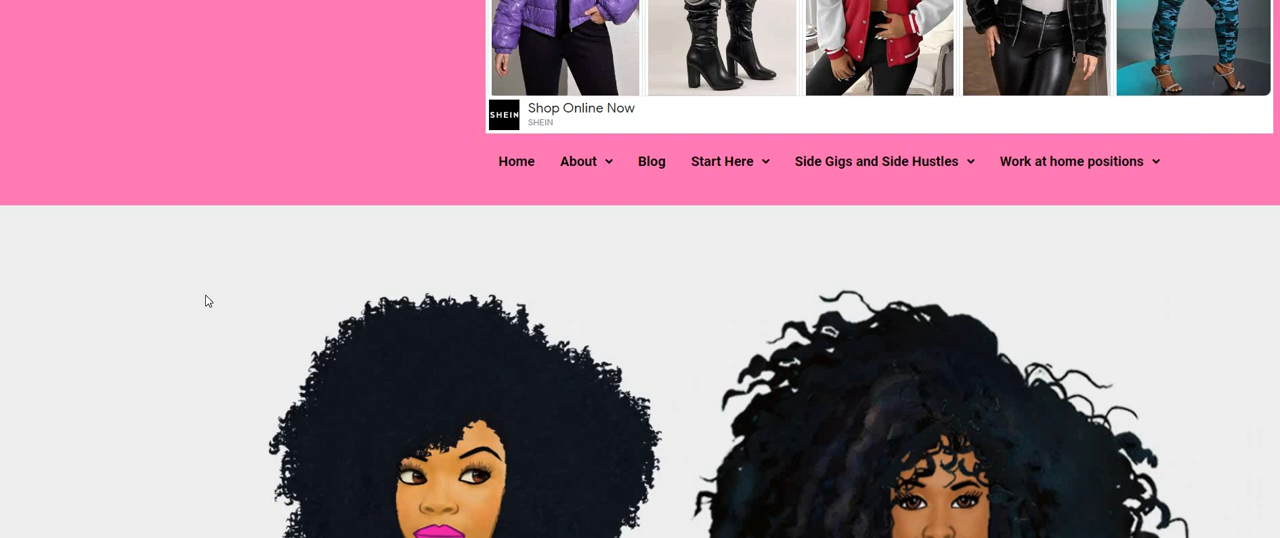 SHEIN
Shop Online Now
SHEIN
Home About Blog Start Here Side Gigs and Side Hustles Work at home positions